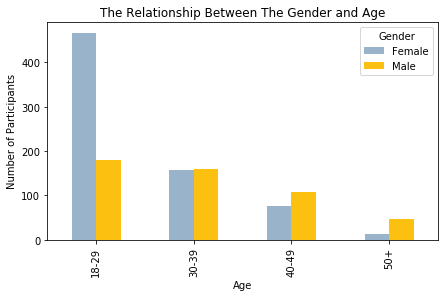 The Relationship Between The Gender and Age
Gender
Female
Male
Number of Participants
400
300
200
100
0
18-29
30-39
40-49
50+
Age